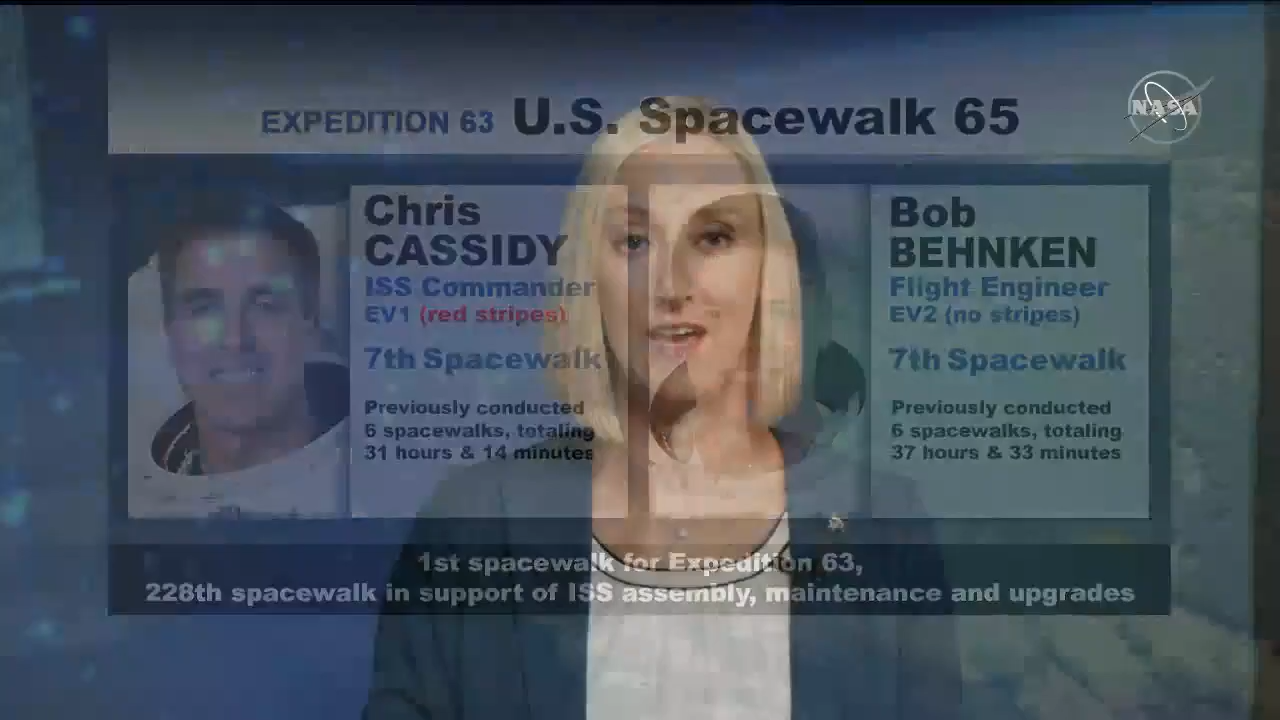 EXPEDITION 63 U.S. Spacewalk 65
NASA
Chris
CASSIDY
ISS Commander
EV1 (red stripes)
7th Spacewalk
Previously conducted
6 spacewalks, totaling
31 hours & 14 minutes
Bob
BEHNKEN
Flight Engineer
EV2 (no stripes)
7th Spacewalk
Previously conducted
6 spacewalks, totaling
37 hours & 33 minutes
1st spacewalk for Expedition 63,
228th spacewalk in support of ISS assembly, maintenance and upgrades